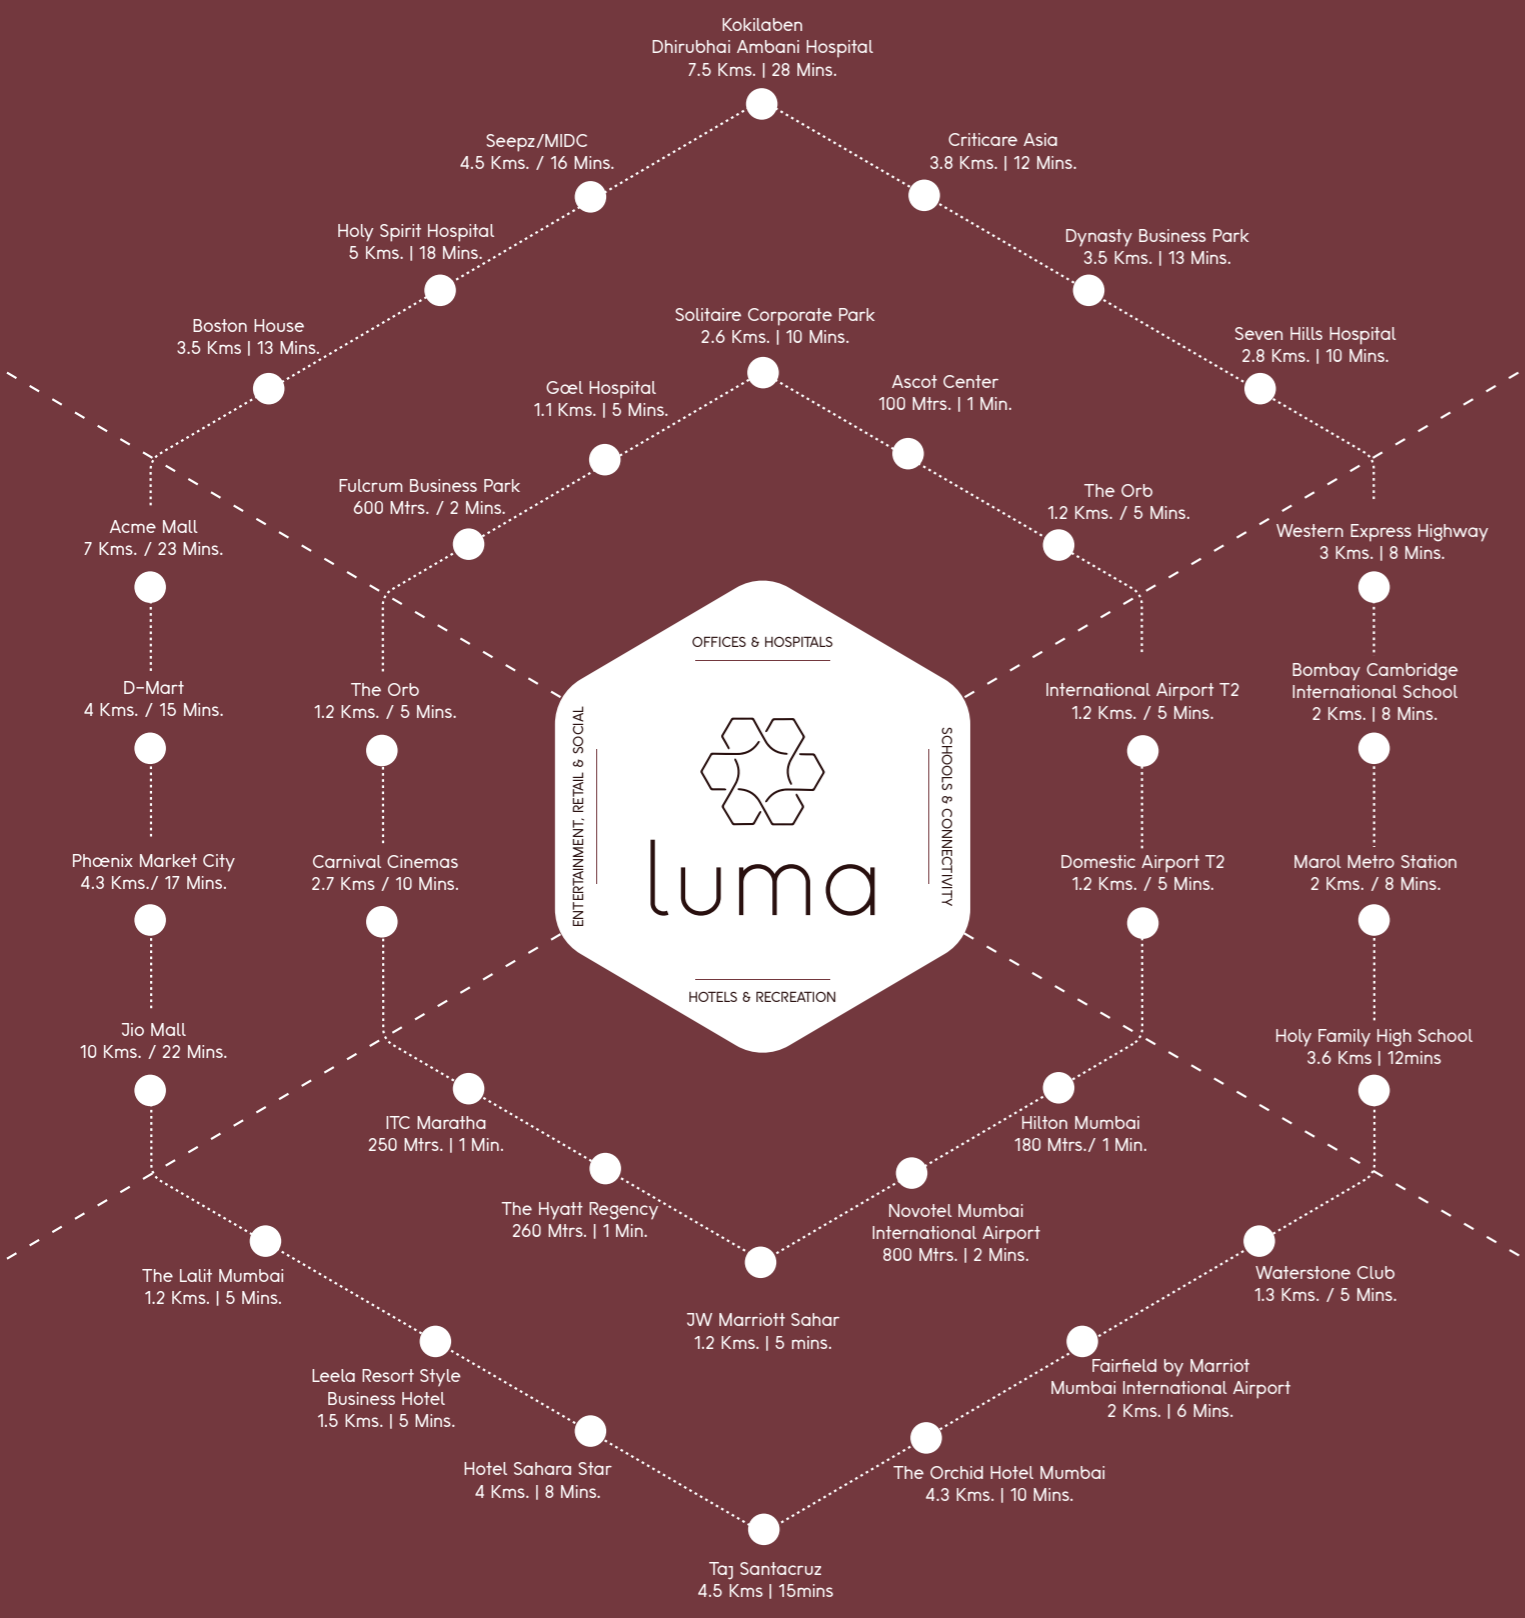 Kokilaben
Dhirubhai Ambani Hospital
7.5 Kms. | 28 Mins.
Seepz/MIDC
4.5 Kms. / 16 Mins.
Criticare Asia
3.8 Kms. | 12 Mins.
Holy Spirit Hospital
5 Kms. | 18 Mins.
Dynasty Business Park
3.5 Kms. | 13 Mins.
Boston House
3.5 Kms | 13 Mins.
Solitaire Corporate Park
2.6 Kms. | 10 Mins.
Seven Hills Hospital
2.8 Kms. | 10 Mins.
Gœl Hospital
1.1 Kms. | 5 Mins.
Ascot Center
100 Mtrs. | 1 Min.
Fulcrum Business Park
600 Mtrs. / 2 Mins.
The Orb
1.2 Kms. / 5 Mins.
Acme Mall
7 Kms. / 23 Mins.
Western Express Highway
3 Kms. | 8 Mins.
OFFICES & HOSPITALS
D-Mart
4 Kms. / 15 Mins.
The Orb
1.2 Kms. / 5 Mins.
International Airport T2
1.2 Kms. / 5 Mins.
Bombay Cambridge
International School
2 Kms. | 8 Mins.
ENTERTAINMENT, RETAIL & SOCIAL
luma
SCHOOLS & CONNECTIVITY
Phœnix Market City
4.3 Kms./ 17 Mins.
Carnival Cinemas
2.7 Kms / 10 Mins.
Domestic Airport T2
1.2 Kms. / 5 Mins.
Marol Metro Station
2 Kms. / 8 Mins.
HOTELS & RECREATION
Jio Mall
10 Kms. / 22 Mins.
Holy Family High School
3.6 Kms | 12mins
ITC Maratha
250 Mtrs. | 1 Min.
Hilton Mumbai
180 Mtrs./ 1 Min.
The Hyatt Regency
260 Mtrs. | 1 Min.
Novotel Mumbai
International Airport
800 Mtrs. | 2 Mins.
The Lalit Mumbai
1.2 Kms. | 5 Mins.
Waterstone Club
1.3 Kms. / 5 Mins.
JW Marriott Sahar
1.2 Kms. | 5 mins.
Leela Resort Style
Business Hotel
1.5 Kms. | 5 Mins.
Fairfield by Marriot
Mumbai International Airport
2 Kms. | 6 Mins.
Hotel Sahara Star
4 Kms. | 8 Mins.
The Orchid Hotel Mumbai
4.3 Kms. | 10 Mins.
Taj Santacruz
4.5 Kms | 15mins